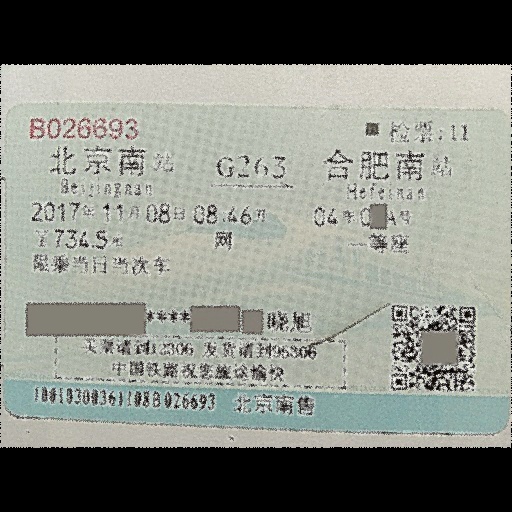 B026693 检票:11
北京南站 G263 合肥南站
Beijingnan Hefeinan
2017年11月08日08:46开 04车0 A号
￥734.5元 网 一等座
限乘当日当次车
**** 晓旭
买票请到12306 发货请到95306
中国铁路祝您旅途愉快
10010300361108B026693 北京南售